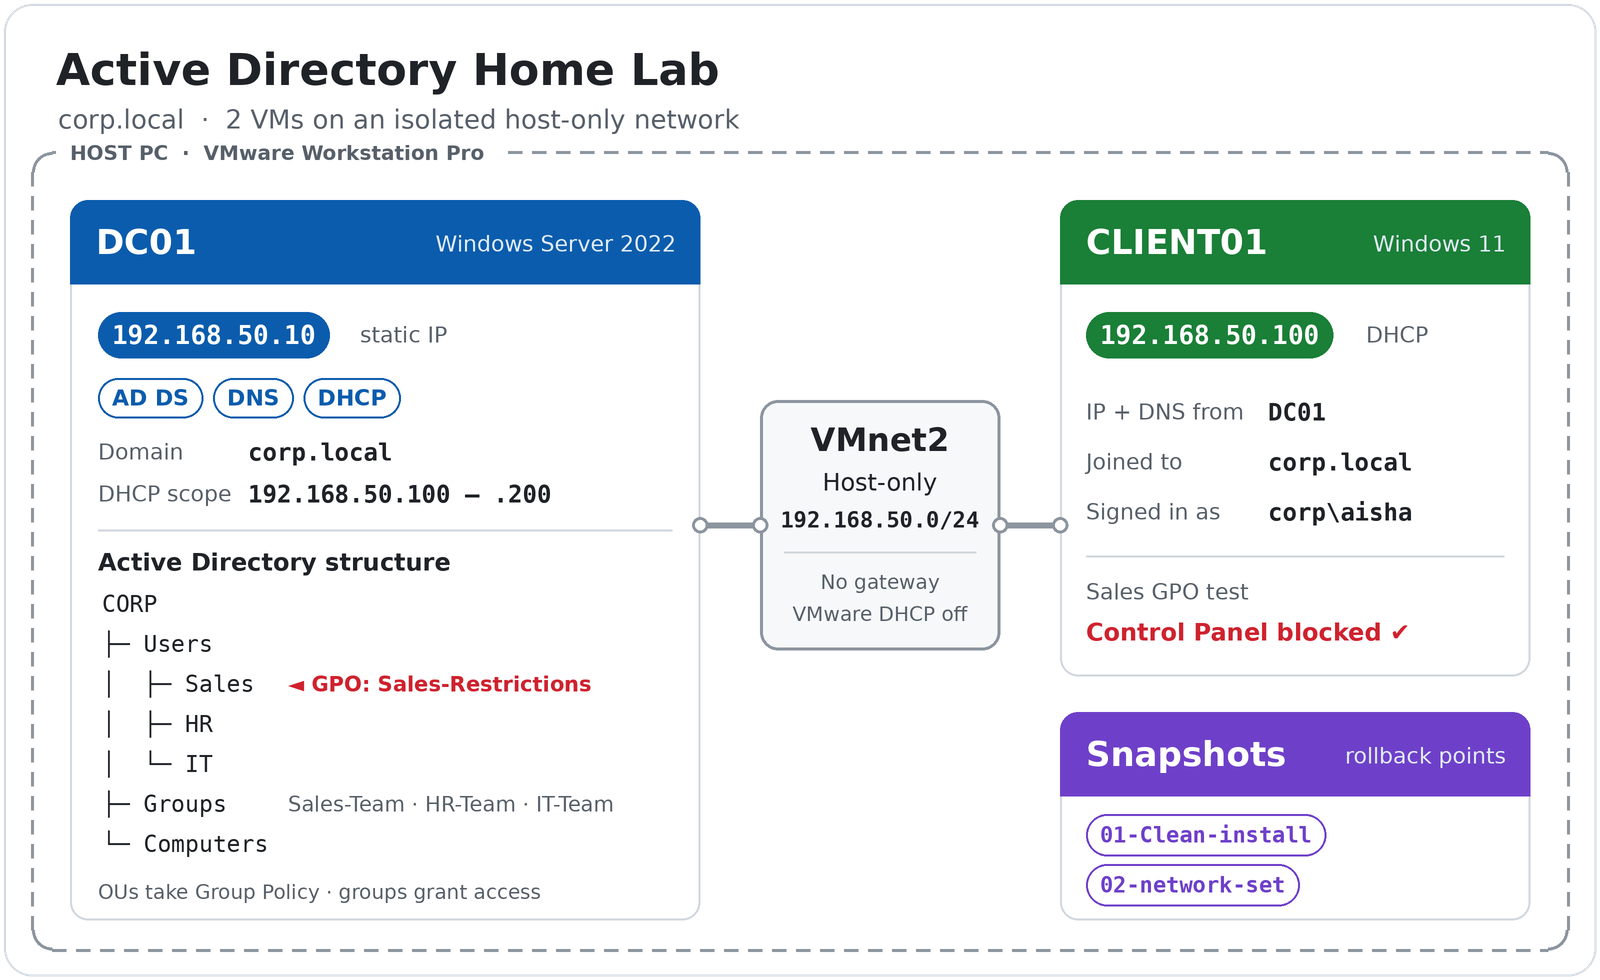 Active Directory Home Lab
corp.local · 2 VMs on an isolated host-only network
HOST PC · VMware Workstation Pro
DC01 Windows Server 2022
192.168.50.10 static IP
AD DS DNS DHCP
Domain corp.local
DHCP scope 192.168.50.100 – .200
Active Directory structure
CORP
├─ Users
│ ├─ Sales ◄ GPO: Sales-Restrictions
│ ├─ HR
│ └─ IT
├─ Groups Sales-Team · HR-Team · IT-Team
└─ Computers
OUs take Group Policy · groups grant access
VMnet2
Host-only
192.168.50.0/24
No gateway
VMware DHCP off
CLIENT01 Windows 11
192.168.50.100 DHCP
IP + DNS from DC01
Joined to corp.local
Signed in as corp\aisha
Sales GPO test
Control Panel blocked ✔
Snapshots rollback points
01-Clean-install
02-network-set